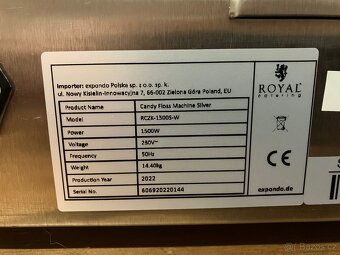 Importer: expondo Polska sp. z o.o. sp. k.
ul. Nowy Kisielin-Innowacyjna 7, 66-002 Zielona Góra Poland, EU
ROYAL
catering
Product Name Candy Floss Machine Silver
Model RCZK-1500S-W
Power 1500W
Voltage 230V~
Frequency 50Hz
Weight 14.40kg
Production Year 2022
Serial No. 606920220144
CE
expondo.de